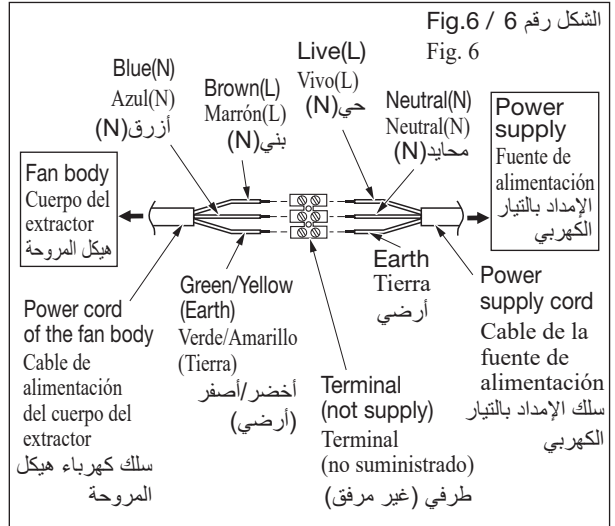 Fig.6 / 6 الشكل رقم
Fig. 6
Blue(N)
Azul(N)
أزرق(N)
Brown(L)
Marrón(L)
بني(N)
Live(L)
Vivo(L)
حي(N)
Neutral(N)
Neutral(N)
محايد(N)
Power
supply
Fuente de
alimentación
الإمداد بالتيار
الكهربي
Fan body
Cuerpo del
extractor
هيكل المروحة
Power cord
of the fan body
Cable de
alimentación
del cuerpo del
extractor
سلك كهرباء هيكل
المروحة
Green/Yellow
(Earth)
Verde/Amarillo
(Tierra)
أخضر/أصفر
(أرضي)
Earth
Tierra
أرضي
Terminal
(not supply)
Terminal
(no suministrado)
طرفي (غير مرفق)
Power
supply cord
Cable de la
fuente de
alimentación
سلك الإمداد بالتيار
الكهربي